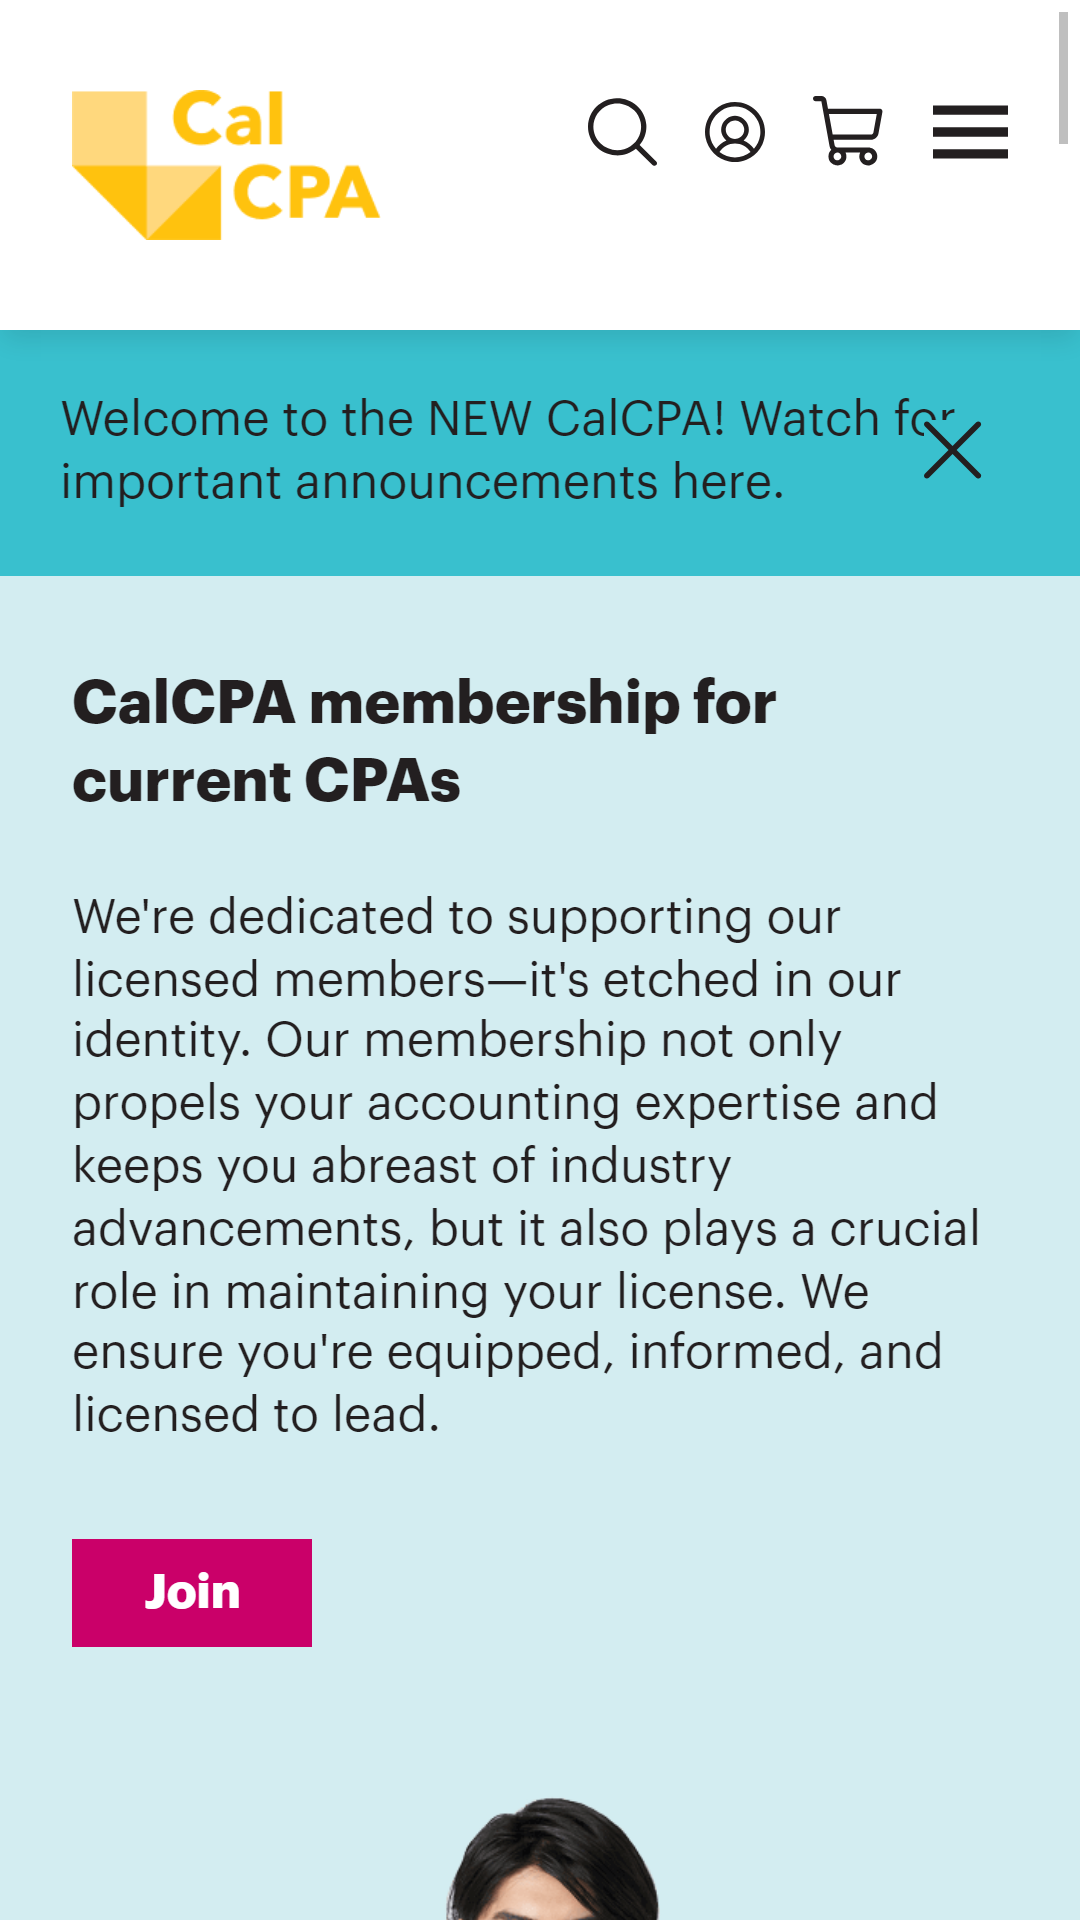 Cal
CPA
Welcome to the NEW CalCPA! Watch for
important announcements here.
CalCPA membership for
current CPAs
We're dedicated to supporting our
licensed members—it's etched in our
identity. Our membership not only
propels your accounting expertise and
keeps you abreast of industry
advancements, but it also plays a crucial
role in maintaining your license. We
ensure you're equipped, informed, and
licensed to lead.
Join